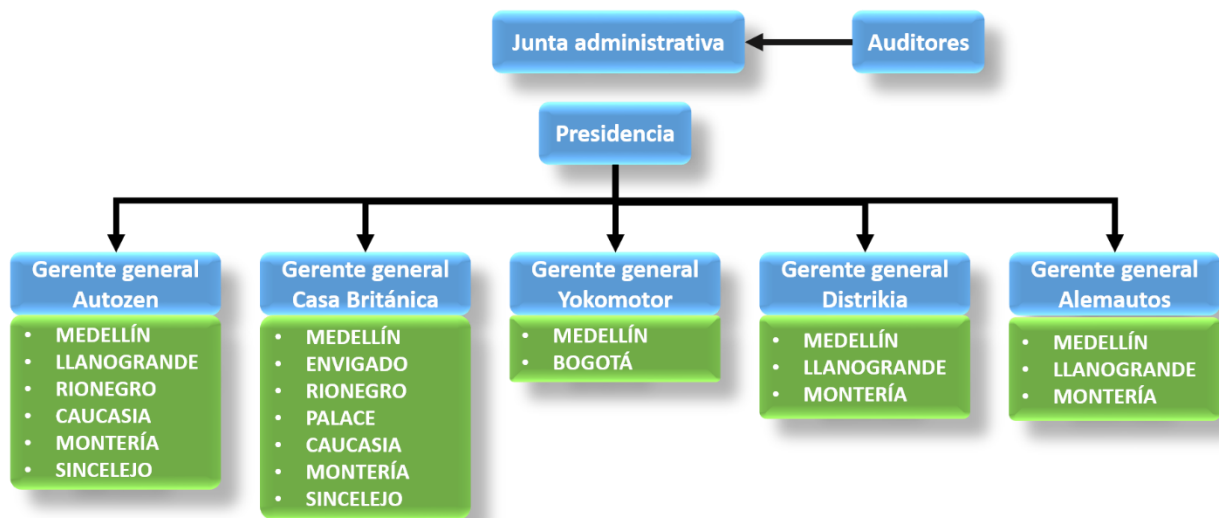 Junta administrativa
Auditores
Presidencia
Gerente general
Autozen
• MEDELLÍN
• LLANOGRANDE
• RIONEGRO
• CAUCASIA
• MONTERÍA
• SINCELEJO
Gerente general
Casa Británica
• MEDELLÍN
• ENVIGADO
• RIONEGRO
• PALACE
• CAUCASIA
• MONTERÍA
• SINCELEJO
Gerente general
Yokomotor
• MEDELLÍN
• BOGOTÁ
Gerente general
Distrikia
• MEDELLÍN
• LLANOGRANDE
• MONTERÍA
Gerente general
Alemautos
• MEDELLÍN
• LLANOGRANDE
• MONTERÍA